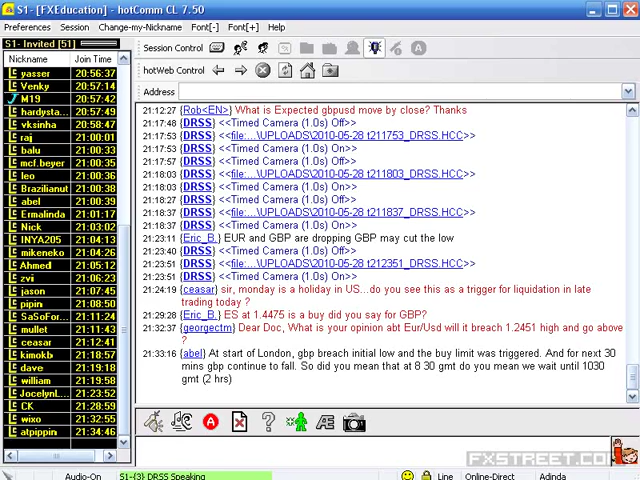 S1- [FXEducation] - hotComm CL 7.50
Preferences Session Change-my-Nickname Font[-] Font[+] Help
S1- Invited [51]
Nickname Join Time
yasser 20:56:37
Venky 20:57:14
M19 20:57:42
hardysta... 20:58:38
vksinha 20:58:47
raj 21:00:01
balu 21:00:33
mcf.beyer 21:00:35
leo 21:00:36
Brazilianut 21:00:38
abel 21:00:39
Ermalinda 21:01:17
Nick 21:03:02
INYA205 21:04:13
mikeneko 21:04:26
Ahmed 21:05:12
zvi 21:06:23
jason 21:07:45
pipin 21:08:50
SaSoFor... 21:11:24
mullet 21:11:43
ceasar 21:12:41
kimokb 21:18:57
dave 21:19:18
william 21:19:58
JocelynL... 21:23:52
CK 21:28:59
wixo 21:32:55
atpippin 21:34:46
Session Control
hotWeb Control
Address
21:12:27 {Rob<EN>} What is Expected gbpusd move by close? Thanks
21:17:48 {DRSS} <<Timed Camera (1.0s) Off>>
21:17:53 {DRSS} <<file:...\UPLOADS\2010-05-28 t211753_DRSS.HCC>>
21:17:53 {DRSS} <<Timed Camera (1.0s) On>>
21:17:57 {DRSS} <<Timed Camera (1.0s) Off>>
21:18:03 {DRSS} <<file:...\UPLOADS\2010-05-28 t211803_DRSS.HCC>>
21:18:03 {DRSS} <<Timed Camera (1.0s) On>>
21:18:17 {DRSS} <<Timed Camera (1.0s) Off>>
21:18:37 {DRSS} <<file:...\UPLOADS\2010-05-28 t211837_DRSS.HCC>>
21:18:37 {DRSS} <<Timed Camera (1.0s) On>>
21:23:11 {Eric_B.} EUR and GBP are dropping GBP may cut the low
21:23:40 {DRSS} <<Timed Camera (1.0s) Off>>
21:23:51 {DRSS} <<file:...\UPLOADS\2010-05-28 t212351_DRSS.HCC>>
21:23:51 {DRSS} <<Timed Camera (1.0s) On>>
21:24:19 {ceasar} sir, monday is a holiday in US...do you see this as a trigger for liquidation in late
trading today ?
21:29:28 {Eric_B.} ES at 1.4475 is a buy did you say for GBP?
21:32:37 {georgectm} Dear Doc, What is your opinion abt Eur/Usd will it breach 1.2451 high and go above
?
21:33:16 {abel} At start of London, gbp breach initial low and the buy limit was triggered. And for next 30
mins gbp continue to fall. So did you mean that at 8 30 gmt do you mean we wait until 1030
gmt (2 hrs)
FXSTREET.CO
Audio-On S1-{3} DRSS Speaking Line Online-Direct Adinda